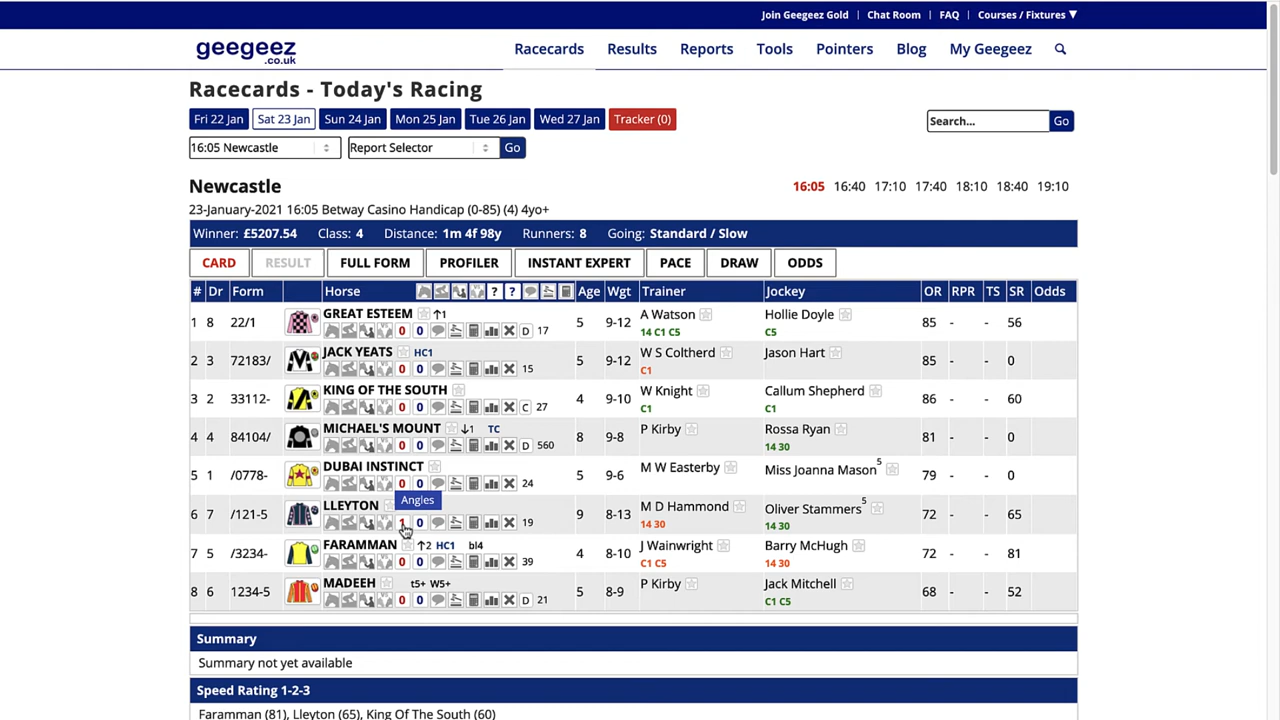 Join Geegeez Gold | Chat Room | FAQ | Courses / Fixtures ▼
geegeez .co.uk Racecards Results Reports Tools Pointers Blog My Geegeez
Racecards - Today's Racing
Fri 22 Jan Sat 23 Jan Sun 24 Jan Mon 25 Jan Tue 26 Jan Wed 27 Jan Tracker (0) Search... Go
16:05 Newcastle Report Selector Go
Newcastle 16:05 16:40 17:10 17:40 18:10 18:40 19:10
23-January-2021 16:05 Betway Casino Handicap (0-85) (4) 4yo+
Winner: £5207.54 Class: 4 Distance: 1m 4f 98y Runners: 8 Going: Standard / Slow
CARD RESULT FULL FORM PROFILER INSTANT EXPERT PACE DRAW ODDS
# Dr Form Horse ? ? Age Wgt Trainer Jockey OR RPR TS SR Odds
1 8 22/1 GREAT ESTEEM ↑1 5 9-12 A Watson Hollie Doyle 85 - - 56
0 0 D 17 14 C1 C5 C5
2 3 72183/ JACK YEATS HC1 5 9-12 W S Coltherd Jason Hart 85 - - 0
0 0 15 C1
3 2 33112- KING OF THE SOUTH 4 9-10 W Knight Callum Shepherd 86 - - 60
0 0 C 27 C1 C1
4 4 84104/ MICHAEL'S MOUNT ↓1 TC 8 9-8 P Kirby Rossa Ryan 81 - - 0
0 0 D 560 14 30
5 1 /0778- DUBAI INSTINCT 5 9-6 M W Easterby Miss Joanna Mason 5 79 - - 0
0 0 24
Angles
6 7 /121-5 LLEYTON 9 8-13 M D Hammond Oliver Stammers 5 72 - - 65
1 0 19 14 30 14 30
7 5 /3234- FARAMMAN ↑2 HC1 bl4 4 8-10 J Wainwright Barry McHugh 72 - - 81
0 0 39 C1 C5 14 30
8 6 1234-5 MADEEH t5+ W5+ 5 8-9 P Kirby Jack Mitchell 68 - - 52
0 0 D 21 C1 C5
Summary
Summary not yet available
Speed Rating 1-2-3
Faramman (81), Lleyton (65), King Of The South (60)